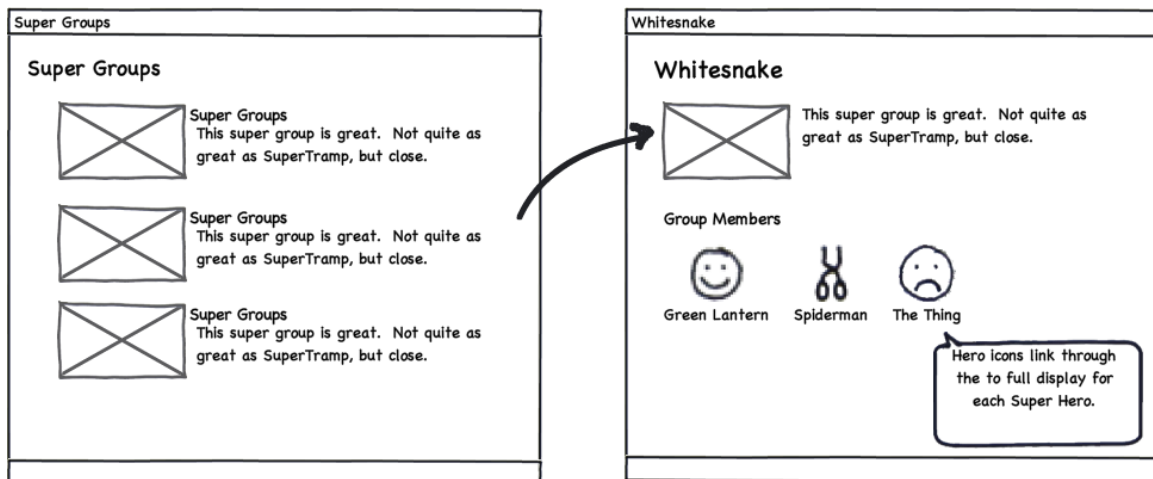 Super Groups
Super Groups
Super Groups
This super group is great. Not quite as
great as SuperTramp, but close.
Super Groups
This super group is great. Not quite as
great as SuperTramp, but close.
Super Groups
This super group is great. Not quite as
great as SuperTramp, but close.
Whitesnake
Whitesnake
This super group is great. Not quite as
great as SuperTramp, but close.
Group Members
Green Lantern
Spiderman
The Thing
Hero icons link through
the to full display for
each Super Hero.